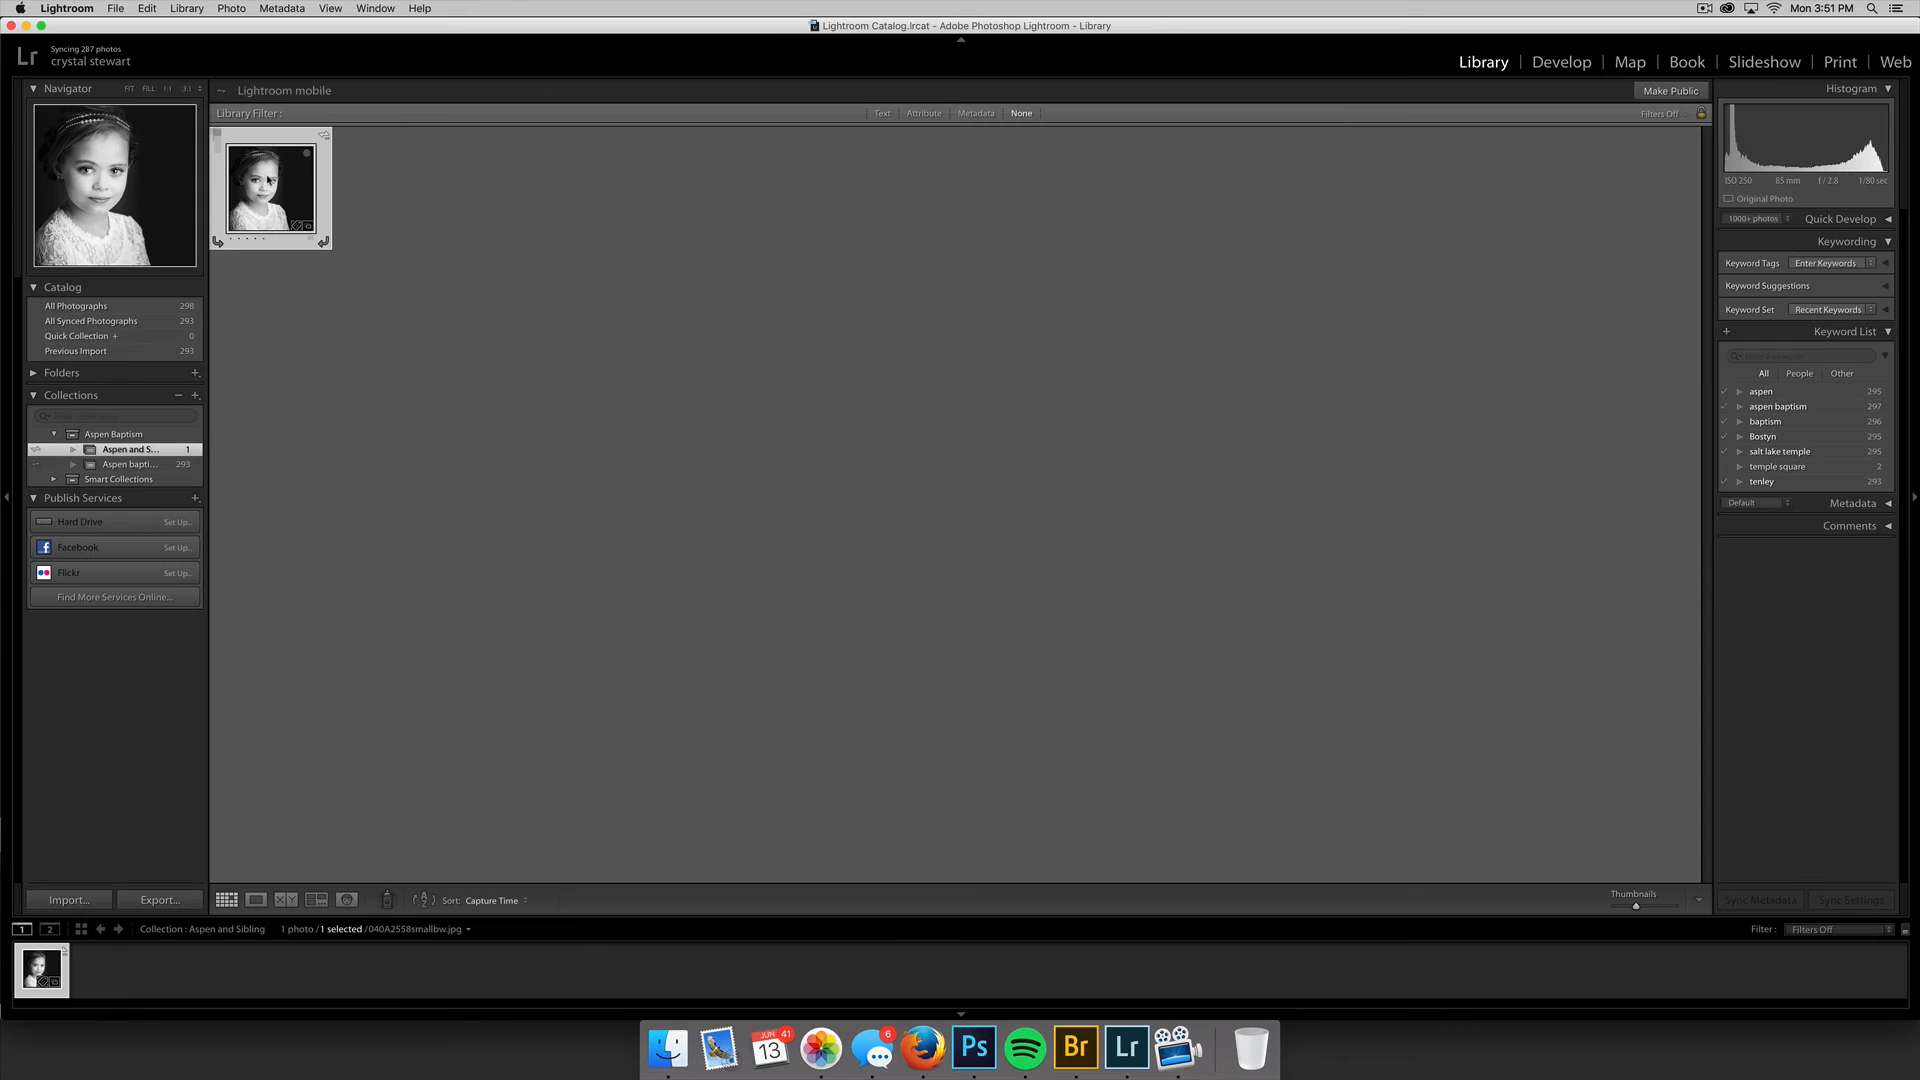 Lightroom File Edit Library Photo Metadata View Window Help Mon 3:51 PM
Lightroom Catalog.lrcat - Adobe Photoshop Lightroom - Library
Lr Syncing 287 photos
crystal stewart
Library | Develop | Map | Book | Slideshow | Print | Web
Navigator FIT FILL 1:1 3:1
Lightroom mobile
Make Public
Histogram
Library Filter : Text Attribute Metadata None Filters Off
ISO 250 85 mm f / 2.8 1/80 sec
Original Photo
1000+ photos Quick Develop
Keywording
Keyword Tags Enter Keywords
Keyword Suggestions
Keyword Set Recent Keywords
Keyword List
Filter Keywords
All People Other
aspen 295
aspen baptism 297
baptism 296
Bostyn 295
salt lake temple 295
temple square 2
tenley 293
Default Metadata
Comments
Catalog
All Photographs 298
All Synced Photographs 293
Quick Collection + 0
Previous Import 293
Folders
Collections
Aspen Baptism
Aspen and S... 1
Aspen bapti... 293
Smart Collections
Publish Services
Hard Drive Set Up...
Facebook Set Up...
Flickr Set Up...
Find More Services Online...
Import... Export...
Sort: Capture Time
Thumbnails
Sync Metadata Sync Settings
1 2 Collection : Aspen and Sibling 1 photo / 1 selected / 040A2558smallbw.jpg
Filter : Filters Off
JUN 13 41
6
Ps
Br
Lr